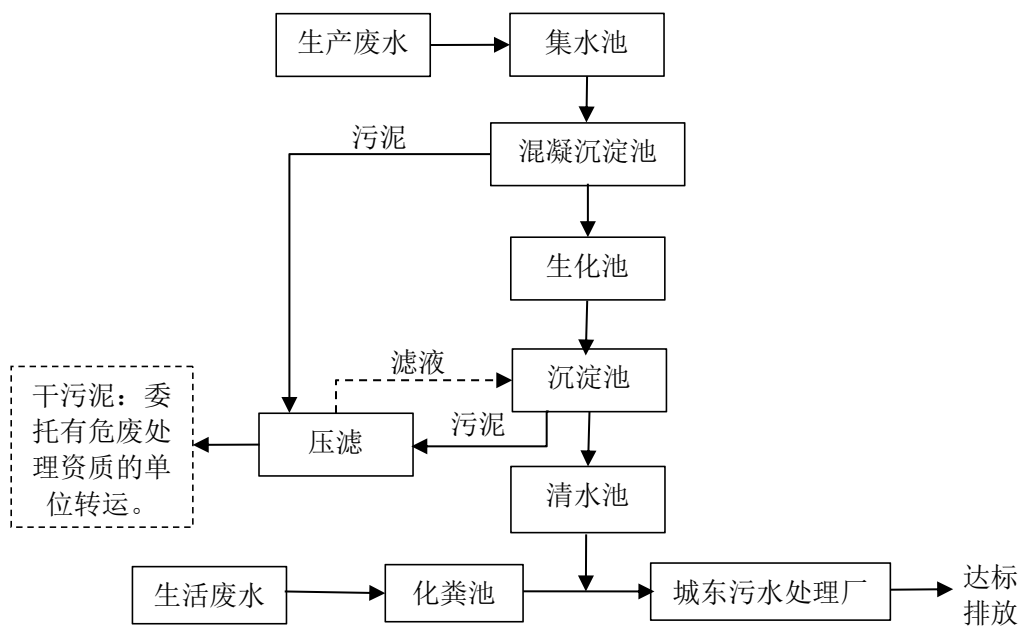 生产废水
集水池
污泥
混凝沉淀池
生化池
滤液
沉淀池
干污泥：委
托有危废处
理资质的单
位转运。
压滤
污泥
清水池
生活废水
化粪池
城东污水处理厂
达标
排放